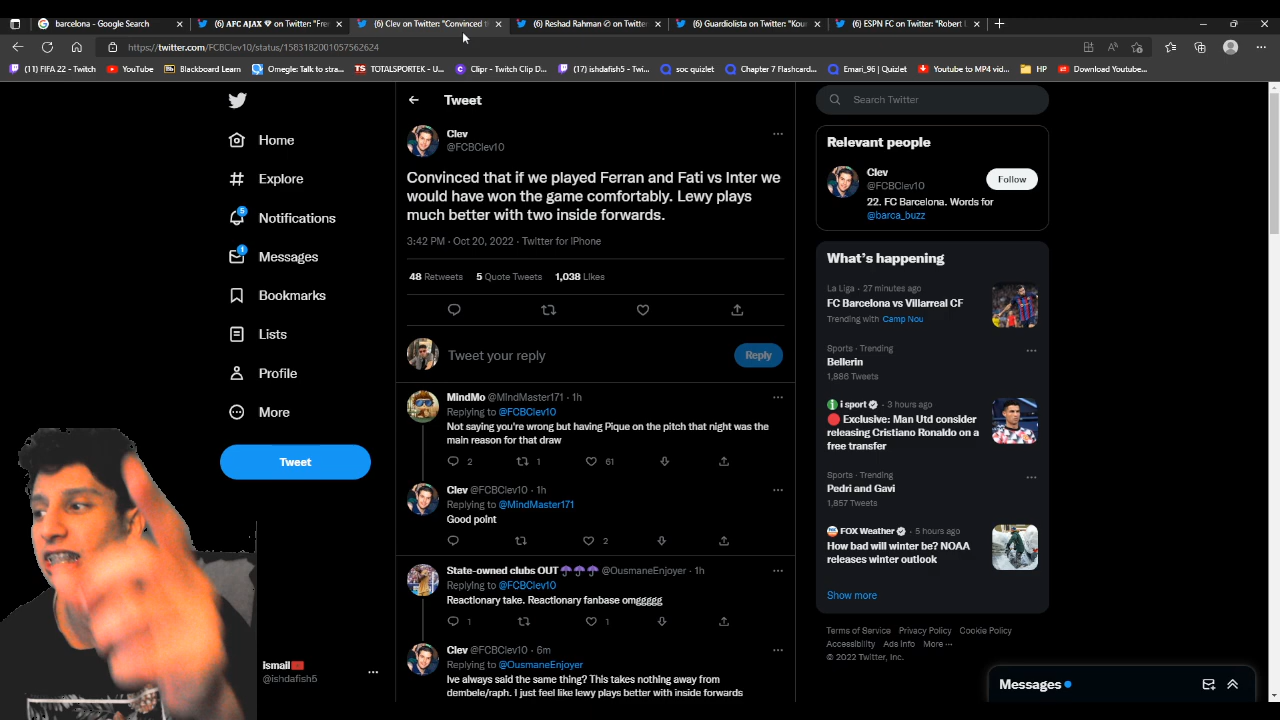 barcelona - Google Search
(6) AFC AJAX 💎 on Twitter: "Fren
(6) Clev on Twitter: "Convinced t
(6) Reshad Rahman on Twitter:
(6) Guardiolista on Twitter: "Kour
(6) ESPN FC on Twitter: "Robert L
https://twitter.com/FCBClev10/status/1583182001057562624
(11) FIFA 22 - Twitch
YouTube
Blackboard Learn
Omegle: Talk to stra...
TOTALSPORTEK - U...
Clipr - Twitch Clip D...
(17) ishdafish5 - Twi...
soc quizlet
Chapter 7 Flashcard...
Emari_96 | Quizlet
Youtube to MP4 vid...
HP
Download Youtube...
Home
Explore
5
Notifications
1
Messages
Bookmarks
Lists
Profile
More
Tweet
ismail🇲🇦
@ishdafish5
Tweet
Clev
@FCBClev10
Convinced that if we played Ferran and Fati vs Inter we
would have won the game comfortably. Lewy plays
much better with two inside forwards.
3:42 PM · Oct 20, 2022 · Twitter for iPhone
48 Retweets 5 Quote Tweets 1,038 Likes
Tweet your reply
Reply
MindMo @MindMaster171 · 1h
Replying to @FCBClev10
Not saying you're wrong but having Pique on the pitch that night was the
main reason for that draw
2 1 61
Clev @FCBClev10 · 1h
Replying to @MindMaster171
Good point
2
State-owned clubs OUT☔☔☔ @OusmaneEnjoyer · 1h
Replying to @FCBClev10
Reactionary take. Reactionary fanbase omggggg
1 1
Clev @FCBClev10 · 6m
Replying to @OusmaneEnjoyer
Ive always said the same thing? This takes nothing away from
dembele/raph. I just feel like lewy plays better with inside forwards
Search Twitter
Relevant people
Clev
@FCBClev10
Follow
22. FC Barcelona. Words for
@barca_buzz
What's happening
La Liga · 27 minutes ago
FC Barcelona vs Villarreal CF
Trending with Camp Nou
Sports · Trending
Bellerin
1,886 Tweets
i sport · 3 hours ago
🔴 Exclusive: Man Utd consider
releasing Cristiano Ronaldo on a
free transfer
Sports · Trending
Pedri and Gavi
1,857 Tweets
FOX Weather · 5 hours ago
How bad will winter be? NOAA
releases winter outlook
Show more
Terms of Service Privacy Policy Cookie Policy
Accessibility Ads info More ···
© 2022 Twitter, Inc.
Messages